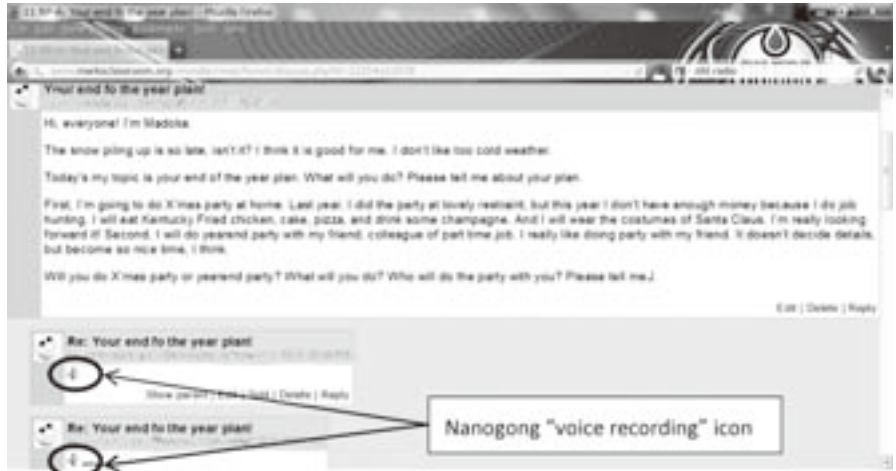 Your end fo the year plan!
Hi, everyone! I'm Madoka.
The snow piling up is so late, isn't it? I think it is good for me. I don't like too cold weather.
Today's my topic is your end of the year plan. What will you do? Please tell me about your plan.
First, I'm going to do X'mas party at home. Last year. I did the party at lovely restraint, but this year I don't have enough money because I do job
hunting. I will eat Kentucky Fried chicken, cake, pizza, and drink some champagne. And I will wear the costumes of Santa Claus. I'm really looking
forward it! Second, I will do yearend party with my friend, colleague of part time job. I really like doing party with my friend. It doesn't decide details,
but become so nice time, I think.
Will you do X'mas party or yearend party? What will you do? Who will do the party with you? Please tell me
Edit | Delete | Reply
Re: Your end fo the year plan!
Show parent | Edit | Split | Delete | Reply
Nanogong "voice recording" icon
Re: Your end fo the year plan!